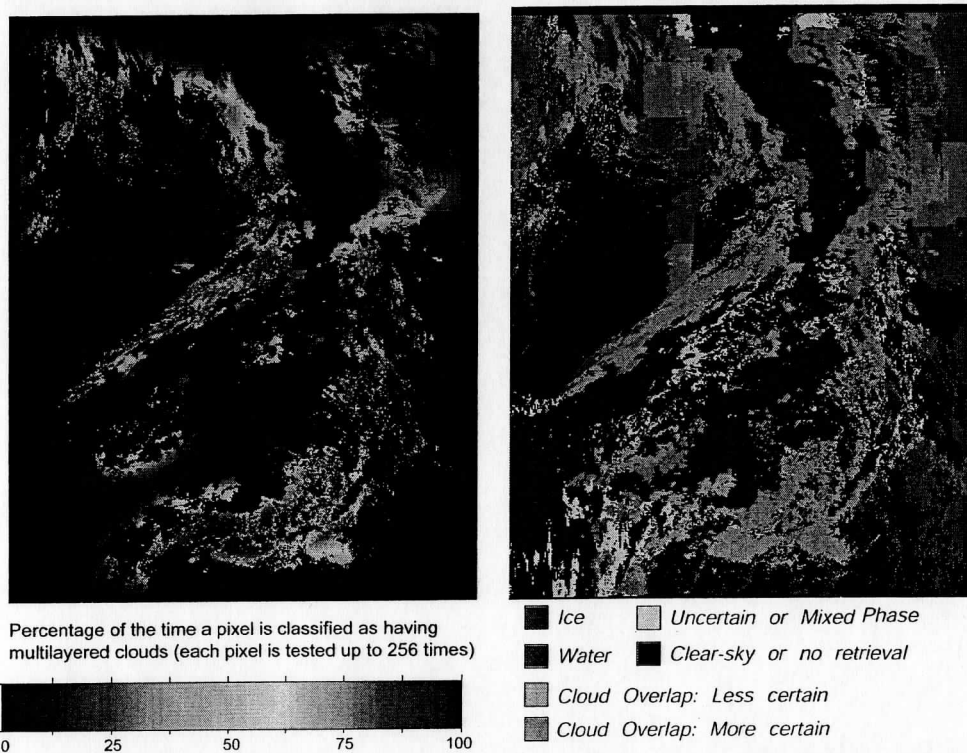 Percentage of the time a pixel is classified as having
multilayered clouds (each pixel is tested up to 256 times)
0 25 50 75 100
Ice Uncertain or Mixed Phase
Water Clear-sky or no retrieval
Cloud Overlap: Less certain
Cloud Overlap: More certain